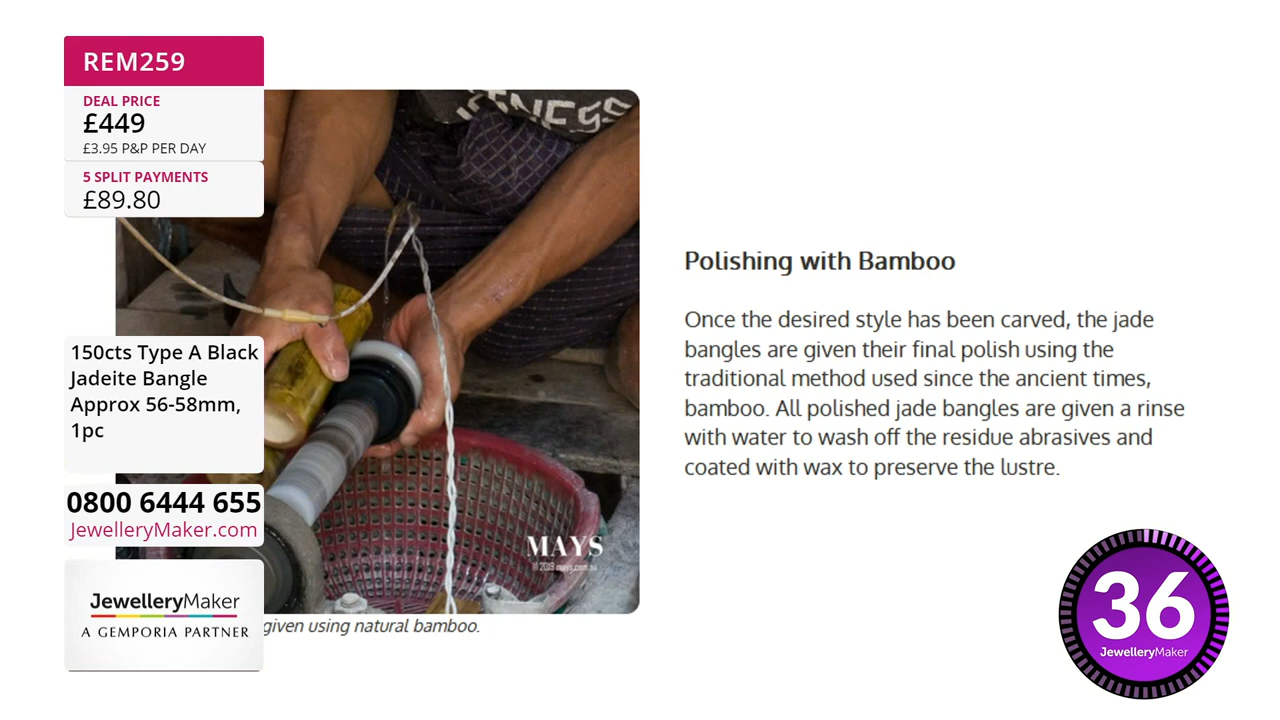 REM259
DEAL PRICE
£449
£3.95 P&P PER DAY
5 SPLIT PAYMENTS
£89.80
150cts Type A Black
Jadeite Bangle
Approx 56-58mm,
1pc
0800 6444 655
JewelleryMaker.com
JewelleryMaker
A GEMPORIA PARTNER
MAYS
given using natural bamboo.
Polishing with Bamboo
Once the desired style has been carved, the jade
bangles are given their final polish using the
traditional method used since the ancient times,
bamboo. All polished jade bangles are given a rinse
with water to wash off the residue abrasives and
coated with wax to preserve the lustre.
36
JewelleryMaker